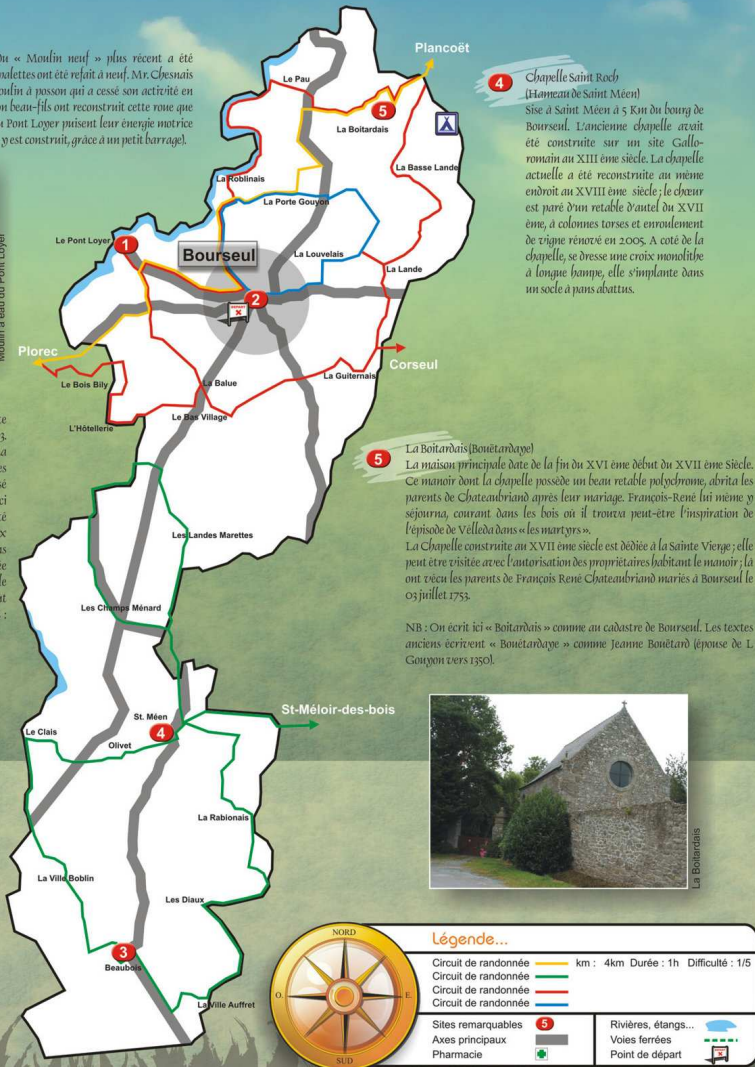 du « Moulin neuf » plus récent a été
alettes ont été refait à neuf. Mr. Chesnais
oulin à posson qui a cessé son activité en
on beau-fils ont reconstruit cette roue que
u Pont Loyer puisent leur énergie motrice
y est construit, grâce à un petit barrage).
Moulin à eau du Pont Loyer
Plancoët
Le Pau
5
La Boitardais
La Roblinais
La Basse Lande
La Porte Gouyon
Le Pont Loyer
1
Bourseul
La Louvelais
La Lande
2
DEPART
Plorec
Corseul
Le Bois Bily
La Balue
La Guiternais
L'Hôtellerie
Le Bas Village
Les Landes Marettes
Les Champs Ménard
St-Méloir-des-bois
St. Méen
Le Clais
4
Olivet
La Rabionais
La Ville Boblin
Les Diaux
3
Beaubois
La Ville Auffret
4
Chapelle Saint Roch
(Hameau de Saint Méen)
Sise à Saint Méen à 5 Km du bourg de
Bourseul. L'ancienne chapelle avait
été construite sur un site Gallo-
romain au XIII ème siècle. La chapelle
actuelle a été reconstruite au même
endroit au XVIII ème siècle ; le chœur
est paré d'un retable d'autel du XVII
ème, à colonnes torses et enroulement
de vigne rénové en 2005. A coté de la
chapelle, se dresse une croix monolithe
à longue hampe, elle s'implante dans
un socle à pans abattus.
5
La Boitardais (Bouëtardaye)
La maison principale date de la fin du XVI ème début du XVII ème Siècle.
Ce manoir dont la chapelle possède un beau retable polychrome, abrita les
parents de Chateaubriand après leur mariage. François-René lui même y
séjourna, courant dans les bois où il trouva peut-être l'inspiration de
l'épisode de Velléda dans « les martyrs ».
La Chapelle construite au XVII ème siècle est dédiée à la Sainte Vierge ; elle
peut être visitée avec l'autorisation des propriétaires habitant le manoir ; là
ont vécu les parents de François René Chateaubriand mariés à Bourseul le
03 juillet 1753.
NB : On écrit ici « Boitardais » comme au cadastre de Bourseul. Les textes
anciens écrivent « Bouëtardaye » comme Jeanne Bouëtard (épouse de L
Gouyon vers 1350).
La Boitardais
NORD
O.
E.
SUD
Légende...
Circuit de randonnée km : 4km Durée : 1h Difficulté : 1/5
Circuit de randonnée
Circuit de randonnée
Circuit de randonnée
Sites remarquables 5
Axes principaux
Pharmacie
Rivières, étangs...
Voies ferrées
Point de départ